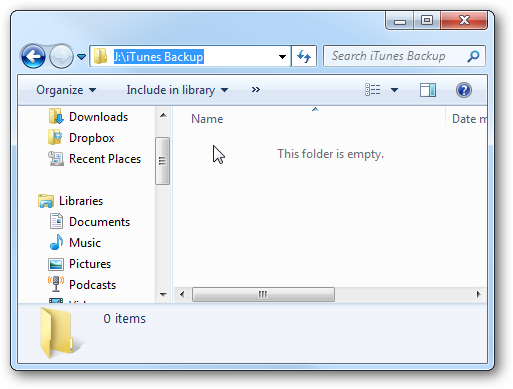 J:\iTunes Backup
Search iTunes Backup
Organize
Include in library
»
Downloads
Dropbox
Recent Places
Libraries
Documents
Music
Pictures
Podcasts
Name
Date m
This folder is empty.
0 items